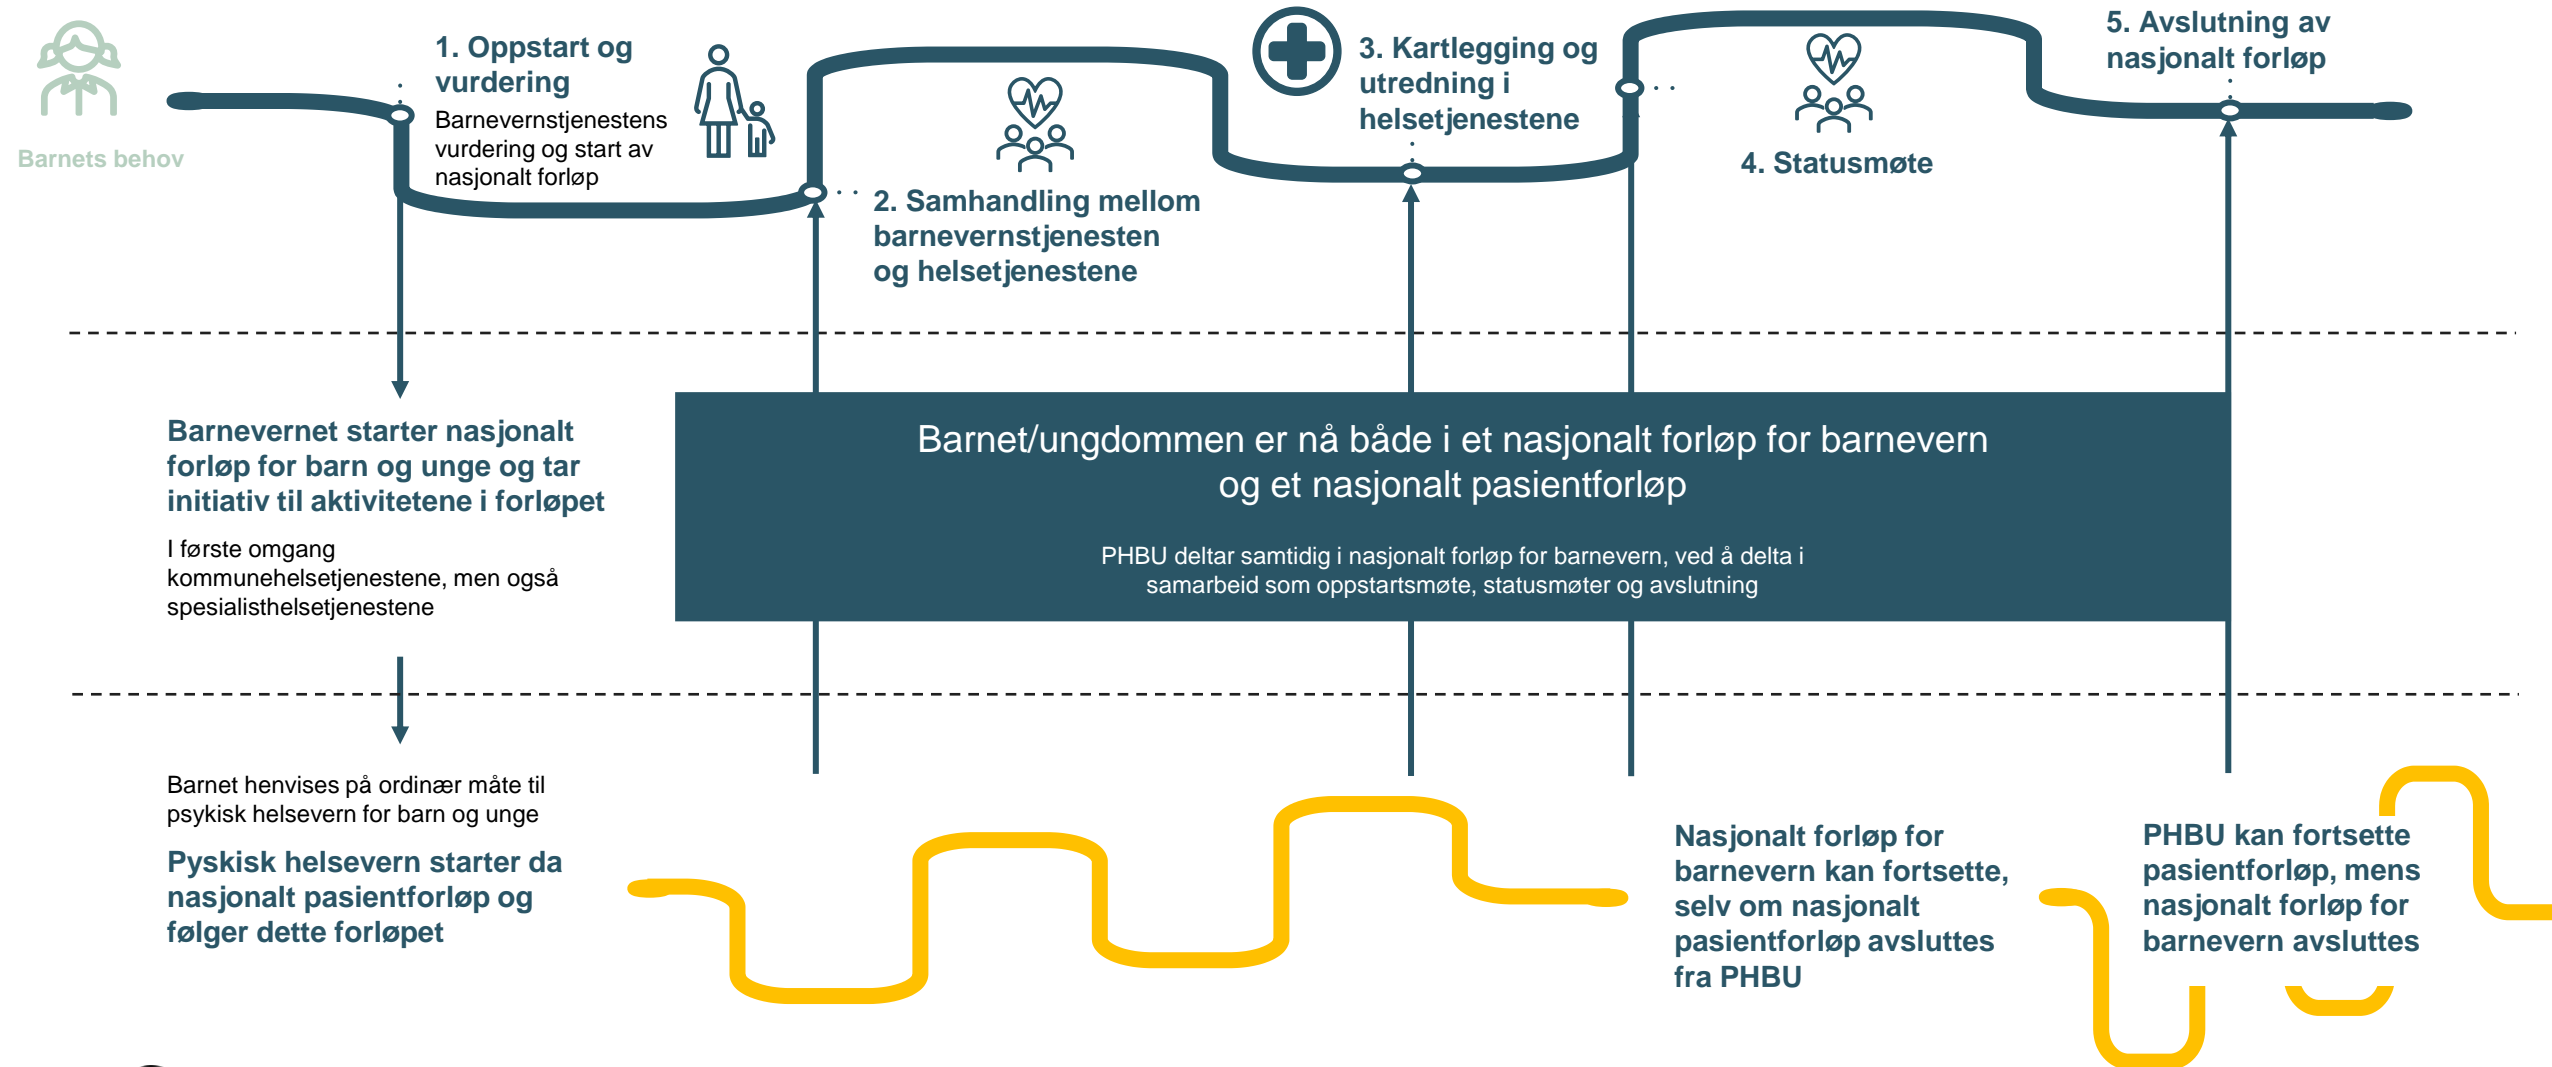 Barnets behov
1. Oppstart og
vurdering
Barnevernstjenestens
vurdering og start av
nasjonalt forløp
2. Samhandling mellom
barnevernstjenesten
og helsetjenestene
3. Kartlegging og
utredning i
helsetjenestene
4. Statusmøte
5. Avslutning av
nasjonalt forløp
Barnevernet starter nasjonalt
forløp for barn og unge og tar
initiativ til aktivitetene i forløpet
I første omgang
kommunehelsetjenestene, men også
spesialisthelsetjenestene
Barnet/ungdommen er nå både i et nasjonalt forløp for barnevern
og et nasjonalt pasientforløp
PHBU deltar samtidig i nasjonalt forløp for barnevern, ved å delta i
samarbeid som oppstartsmøte, statusmøter og avslutning
Barnet henvises på ordinær måte til
psykisk helsevern for barn og unge
Pyskisk helsevern starter da
nasjonalt pasientforløp og
følger dette forløpet
Nasjonalt forløp for
barnevern kan fortsette,
selv om nasjonalt
pasientforløp avsluttes
fra PHBU
PHBU kan fortsette
pasientforløp, mens
nasjonalt forløp for
barnevern avsluttes